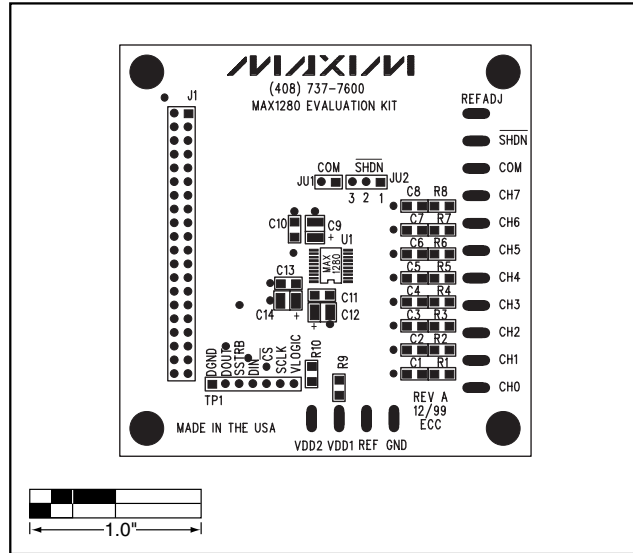 MAXIM
(408) 737-7600
MAX1280 EVALUATION KIT
J1
REFADJ
SHDN
COM
CH7
CH6
CH5
CH4
CH3
CH2
CH1
CH0
COM SHDN
JU1 JU2
3 2 1
C8 R8
C7 R7
C6 R6
C5 R5
C4 R4
C3 R3
C2 R2
C1 R1
C10 C9
+
U1
MAX
1280
C13
C14
+
C11
C12
+
R10
R9
DGND
DOUT
SSTRB
DIN
CS
SCLK
VLOGIC
TP1
MADE IN THE USA
VDD2 VDD1 REF GND
REV A
12/99
ECC
1.0"